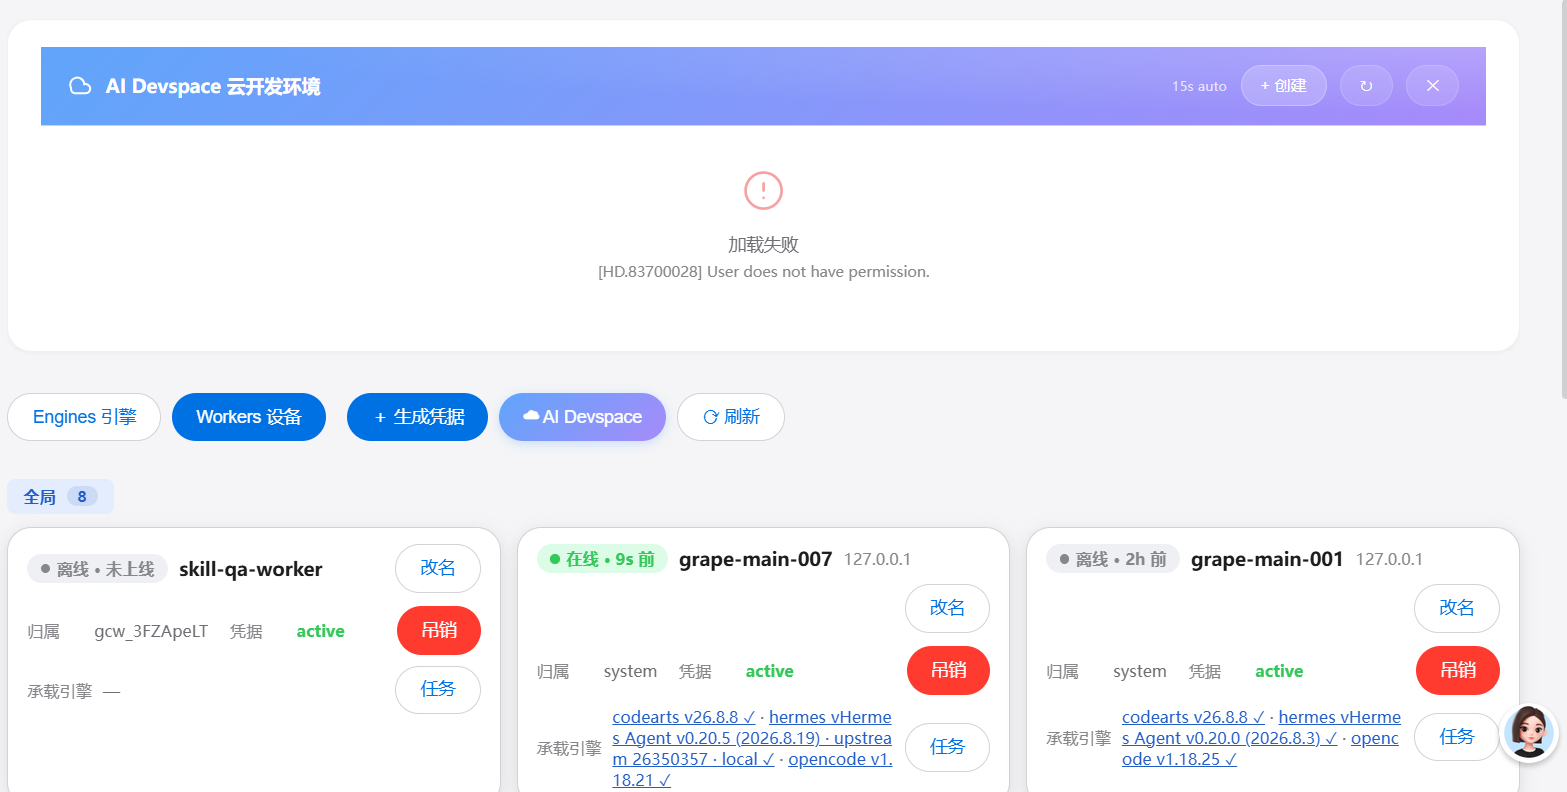 AI Devspace 云开发环境
15s auto
+ 创建
↻
✕
加载失败
[HD.83700028] User does not have permission.
Engines 引擎
Workers 设备
+ 生成凭据
AI Devspace
刷新
全局 8
离线 • 未上线 skill-qa-worker
改名
归属 gcw_3FZApeLT 凭据 active
吊销
承载引擎 —
任务
在线 • 9s 前 grape-main-007 127.0.0.1
改名
归属 system 凭据 active
吊销
承载引擎
codearts v26.8.8 ✓ · hermes vHerme
s Agent v0.20.5 (2026.8.19) · upstrea
m 26350357 · local ✓ · opencode v1.
18.21 ✓
任务
离线 • 2h 前 grape-main-001 127.0.0.1
改名
归属 system 凭据 active
吊销
承载引擎
codearts v26.8.8 ✓ · hermes vHerme
s Agent v0.20.0 (2026.8.3) ✓ · openc
ode v1.18.25 ✓
任务